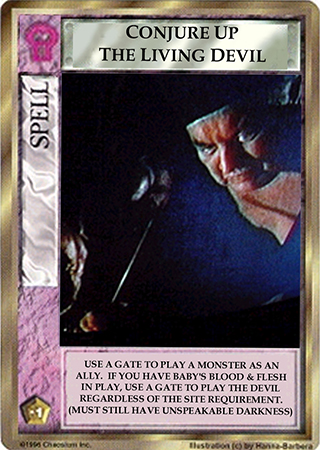 CONJURE UP
THE LIVING DEVIL
SPELL
USE A GATE TO PLAY A MONSTER AS AN
ALLY. IF YOU HAVE BABY'S BLOOD & FLESH
IN PLAY, USE A GATE TO PLAY THE DEVIL
REGARDLESS OF THE SITE REQUIREMENT.
(MUST STILL HAVE UNSPEAKABLE DARKNESS)
-1
©1996 Chaosium Inc.
Illustration (c) by Hanna-Barbera